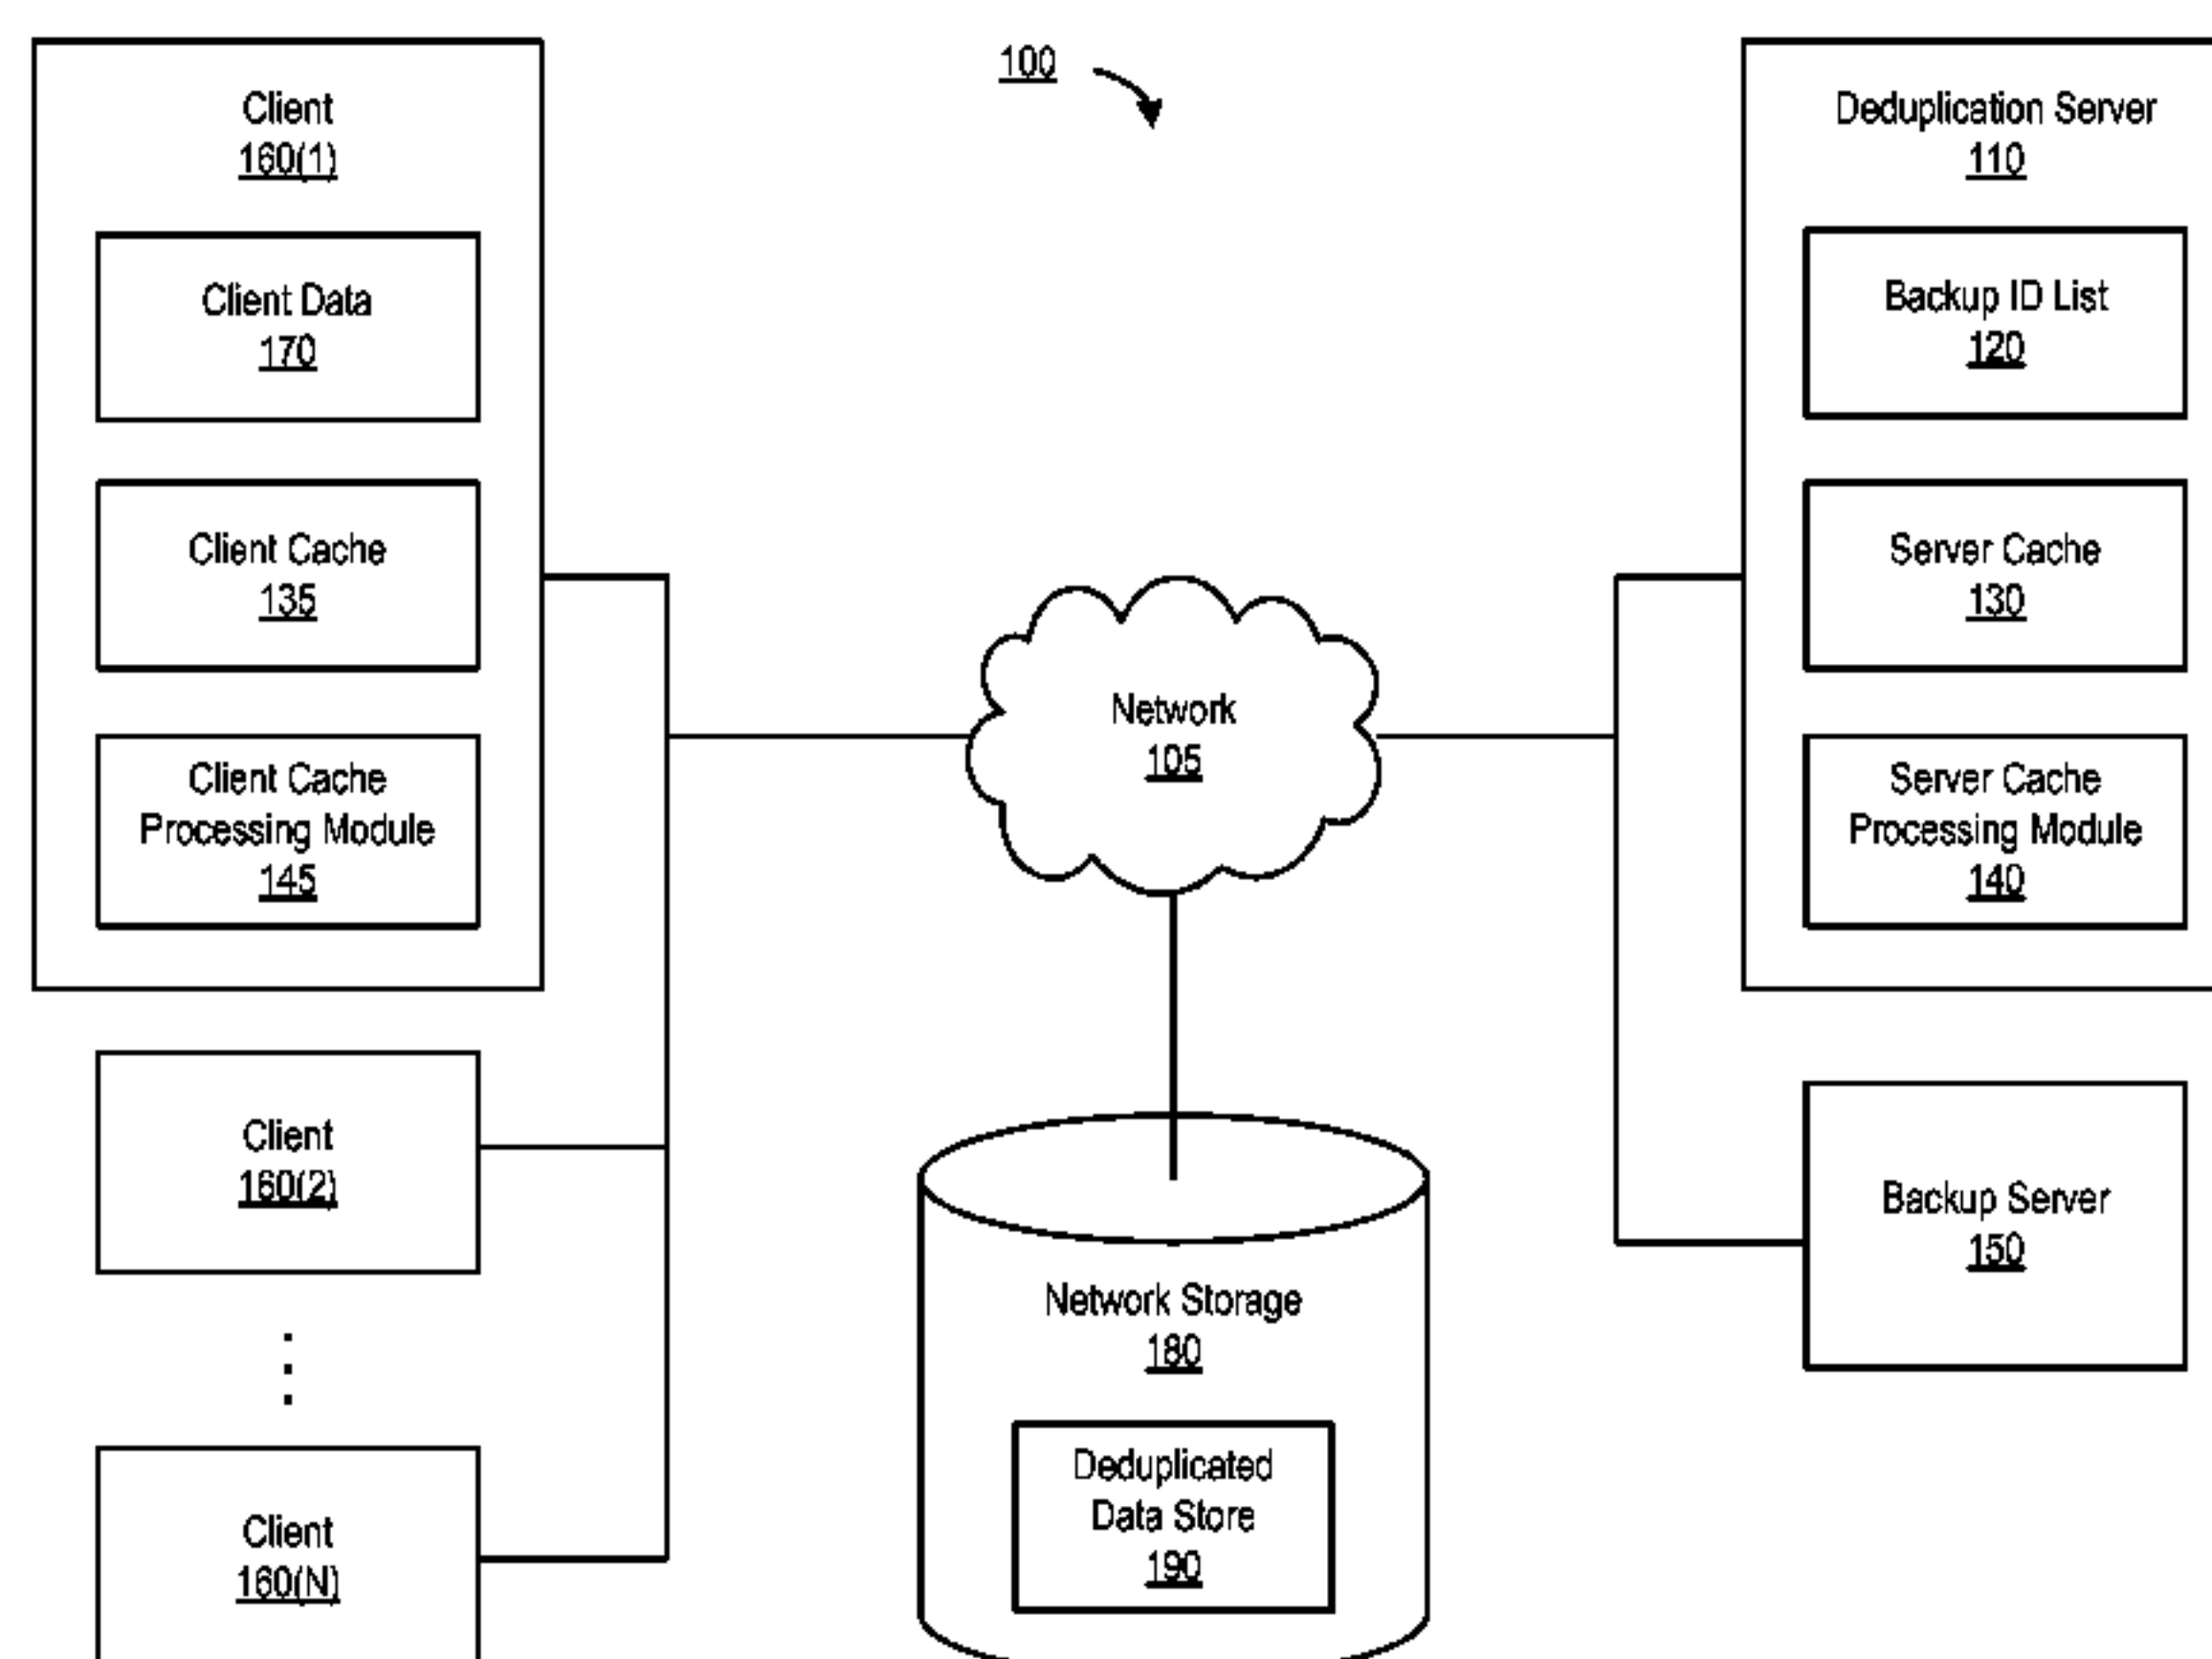 100
Client
160(1)
Client Data
170
Client Cache
135
Client Cache
Processing Module
145
Client
160(2)
Client
160(N)
Network
105
Network Storage
180
Deduplicated
Data Store
190
Deduplication Server
110
Backup ID List
120
Server Cache
130
Server Cache
Processing Module
140
Backup Server
150